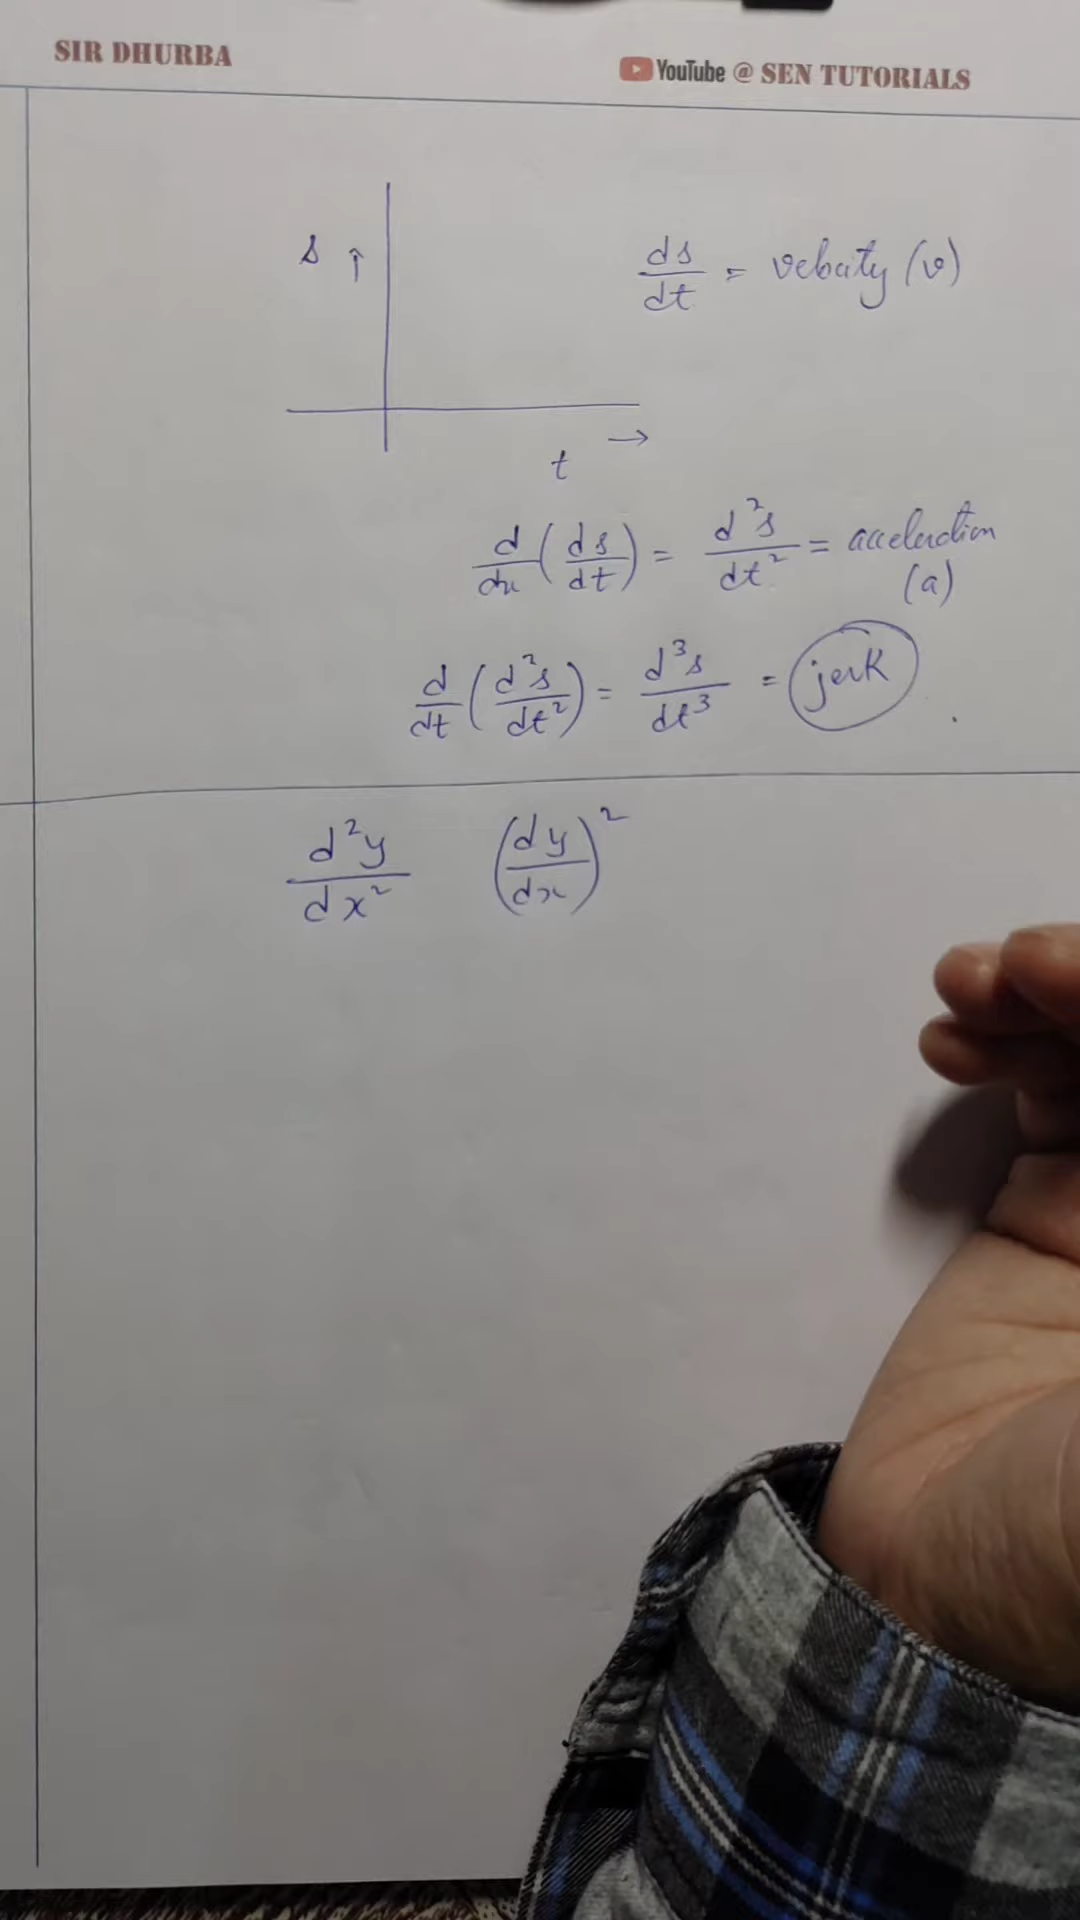 SIR DHURBA
YouTube @ SEN TUTORIALS
s ↑
ds/dt = velocity (v)
t →
d/dx (ds/dt) = d²s/dt² = acceleration
(a)
d/dt (d²s/dt²) = d³s/dt³ = jerk
d²y/dx² (dy/dx)²